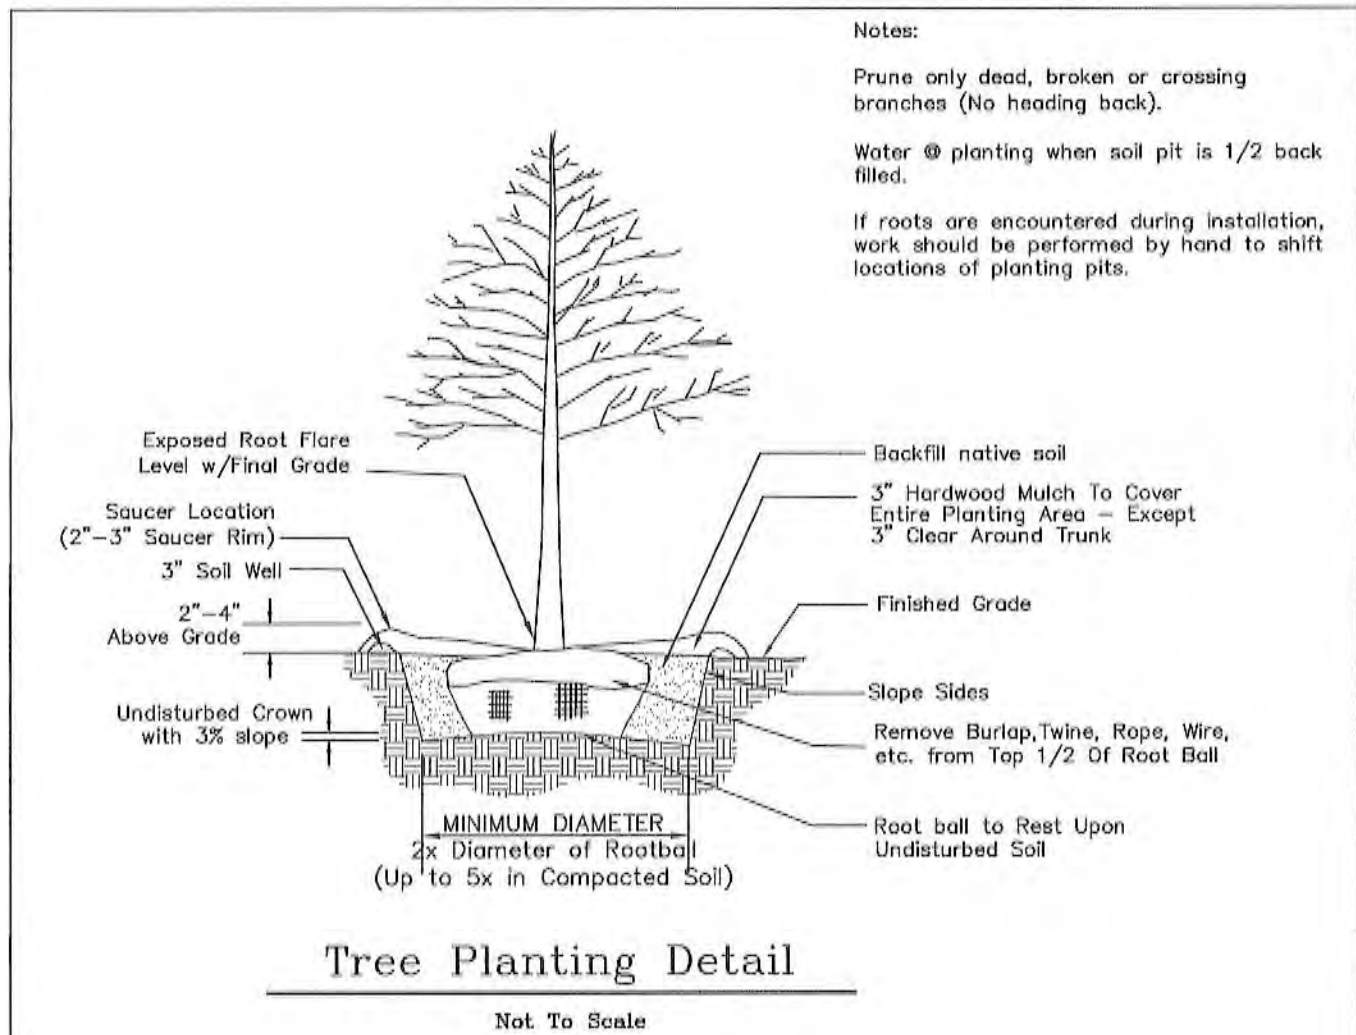 Notes:
Prune only dead, broken or crossing
branches (No heading back).
Water @ planting when soil pit is 1/2 back
filled.
If roots are encountered during installation,
work should be performed by hand to shift
locations of planting pits.
Exposed Root Flare
Level w/Final Grade
Saucer Location
(2"-3" Saucer Rim)
3" Soil Well
2"-4"
Above Grade
Undisturbed Crown
with 3% slope
Backfill native soil
3" Hardwood Mulch To Cover
Entire Planting Area – Except
3" Clear Around Trunk
Finished Grade
Slope Sides
Remove Burlap,Twine, Rope, Wire,
etc. from Top 1/2 Of Root Ball
Root ball to Rest Upon
Undisturbed Soil
MINIMUM DIAMETER
2x Diameter of Rootball
(Up to 5x in Compacted Soil)
Tree Planting Detail
Not To Scale